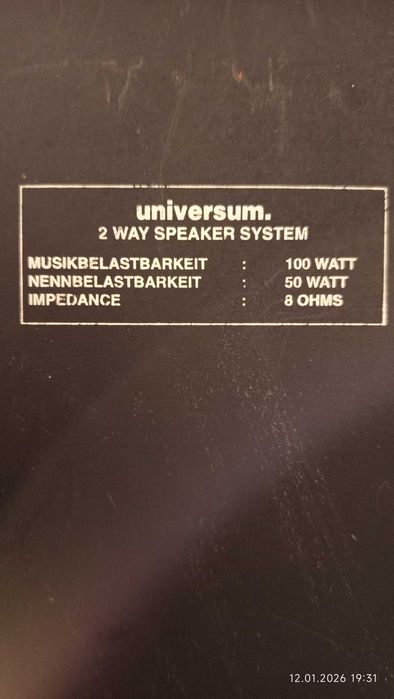 universum.
2 WAY SPEAKER SYSTEM
MUSIKBELASTBARKEIT : 100 WATT
NENNBELASTBARKEIT : 50 WATT
IMPEDANCE : 8 OHMS
12.01.2026 19:31